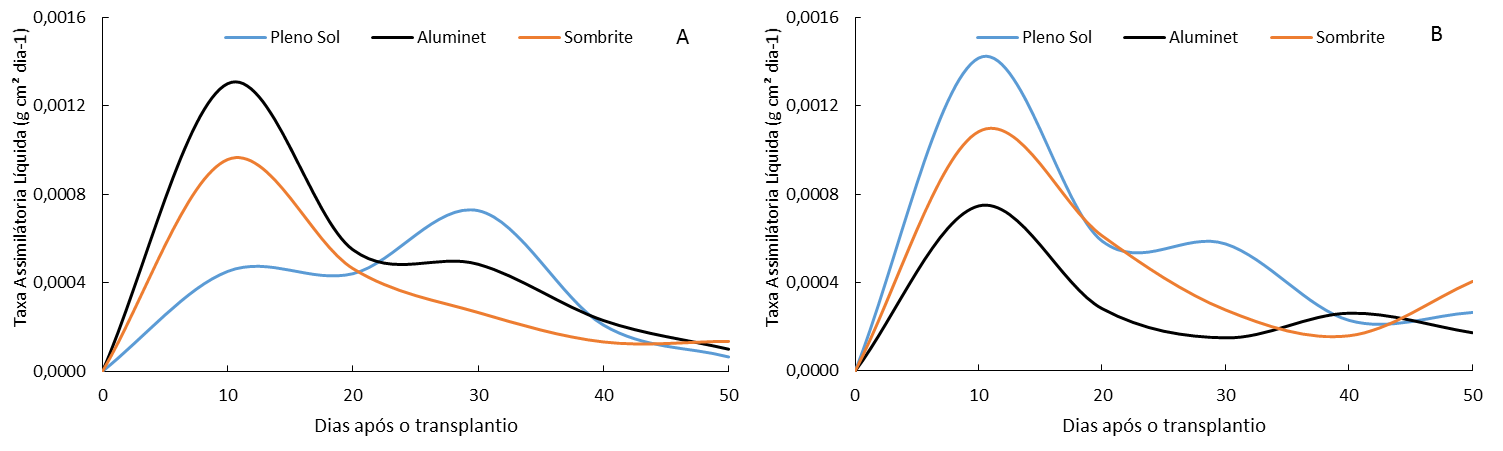 Taxa Assimilátoria Líquida (g cm² dia-1)
0,0016
0,0012
0,0008
0,0004
0,0000
Pleno Sol Aluminet Sombrite
A
0 10 20 30 40 50
Dias após o transplantio
Taxa Assimilátoria Líquida (g cm² dia-1)
0,0016
0,0012
0,0008
0,0004
0,0000
Pleno Sol Aluminet Sombrite
B
0 10 20 30 40 50
Dias após o transplantio